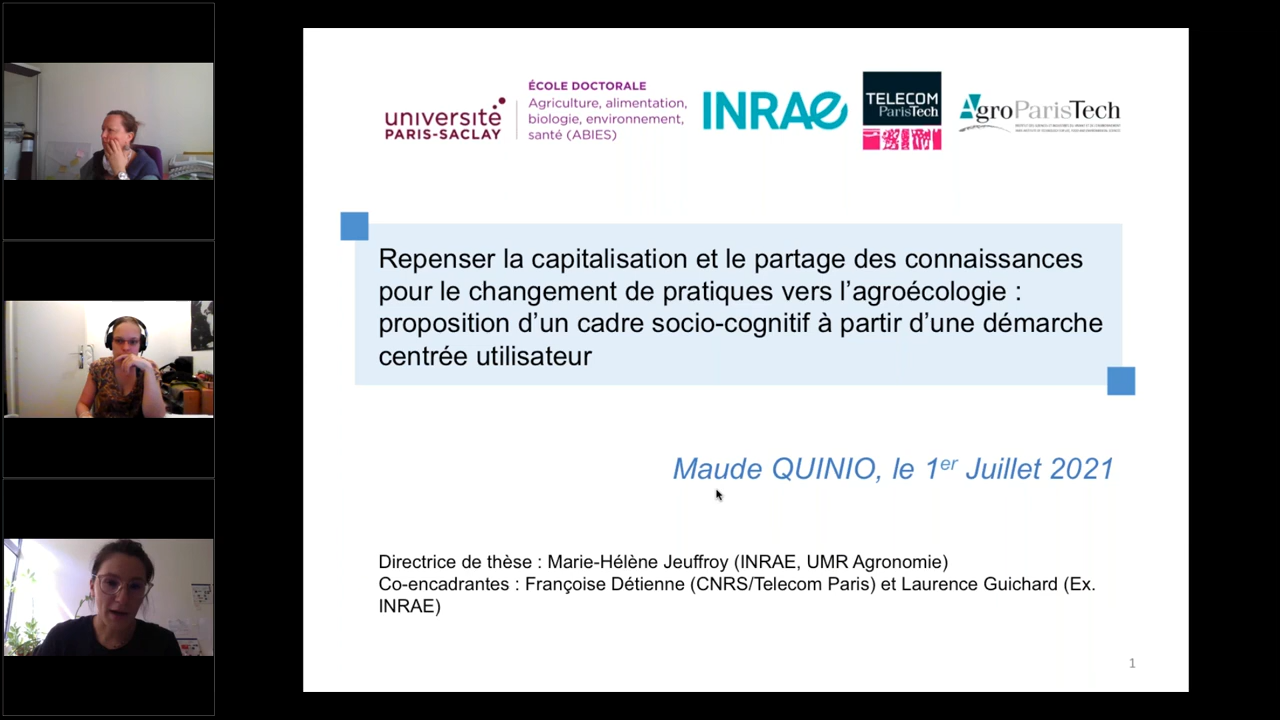 université
PARIS-SACLAY
ÉCOLE DOCTORALE
Agriculture, alimentation,
biologie, environnement,
santé (ABIES)
INRAE
TELECOM
ParisTech
AgroParisTech
Repenser la capitalisation et le partage des connaissances
pour le changement de pratiques vers l’agroécologie :
proposition d’un cadre socio-cognitif à partir d’une démarche
centrée utilisateur
Maude QUINIO, le 1er Juillet 2021
Directrice de thèse : Marie-Hélène Jeuffroy (INRAE, UMR Agronomie)
Co-encadrantes : Françoise Détienne (CNRS/Telecom Paris) et Laurence Guichard (Ex.
INRAE)
1